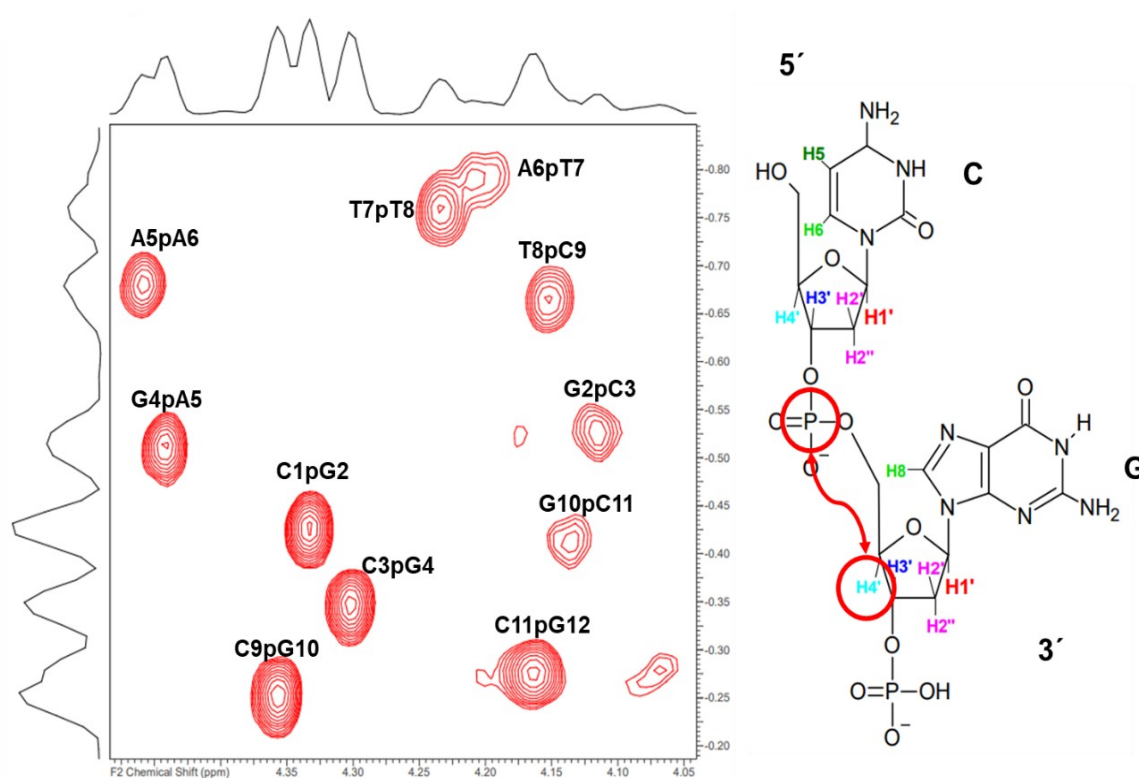 5´
NH₂
H5
NH
C
HO
H6
N
O
O
H3'
H2'
H4'
H1'
H2"
O
O=P-O
O⁻
O
N
N
H
H8
G
N
N
NH₂
O
H3'
H2'
H4'
H1'
H2"
3´
O
O=P-OH
O⁻
A6pT7
T7pT8
A5pA6
T8pC9
G4pA5
G2pC3
C1pG2
G10pC11
C3pG4
C11pG12
C9pG10
-0.80
-0.75
-0.70
-0.65
-0.60
-0.55
-0.50
-0.45
-0.40
-0.35
-0.30
-0.25
-0.20
F2 Chemical Shift (ppm)
4.35
4.30
4.25
4.20
4.15
4.10
4.05